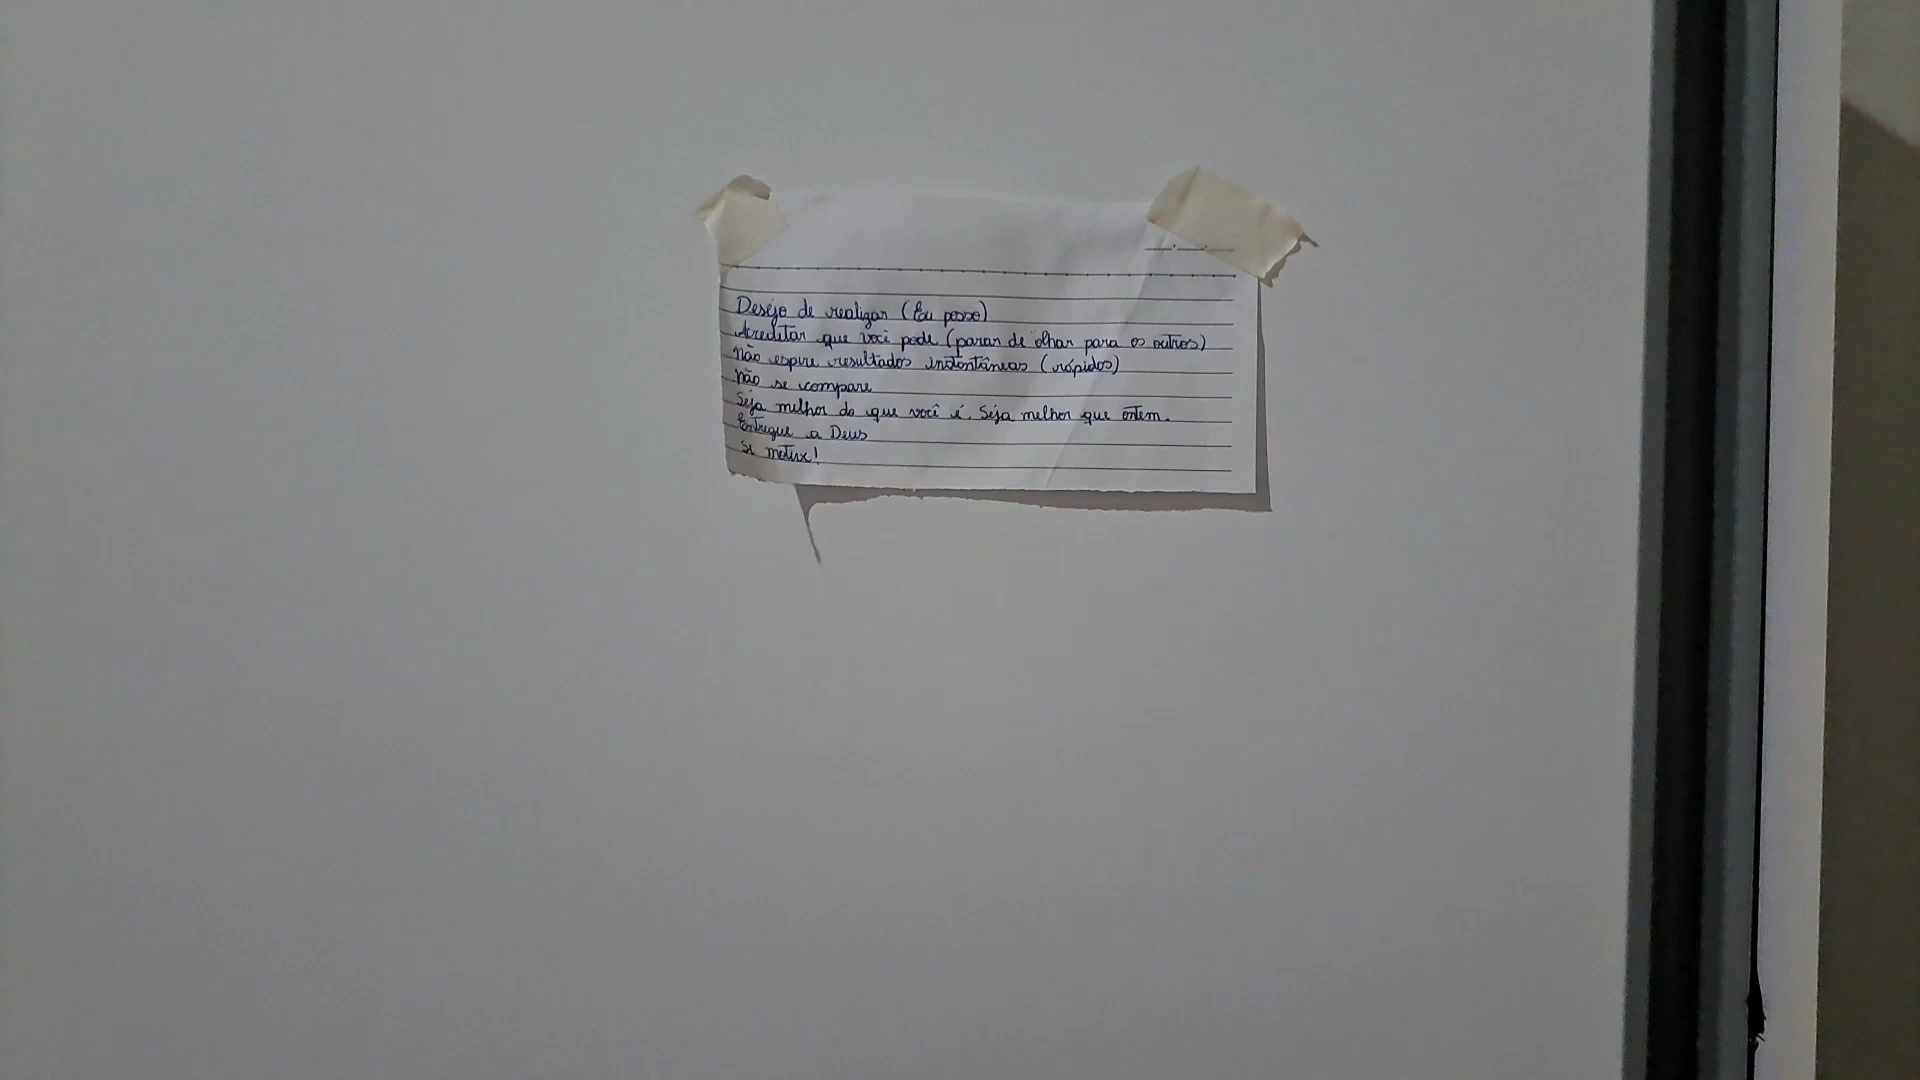 Desejo de realizar (Eu posso)
Acreditar que você pode (parar de olhar para os outros)
Não espere resultados instantâneos (rápidos)
Não se compare
Seja melhor do que você é. Seja melhor que ontem.
Entregue a Deus
Se motive!